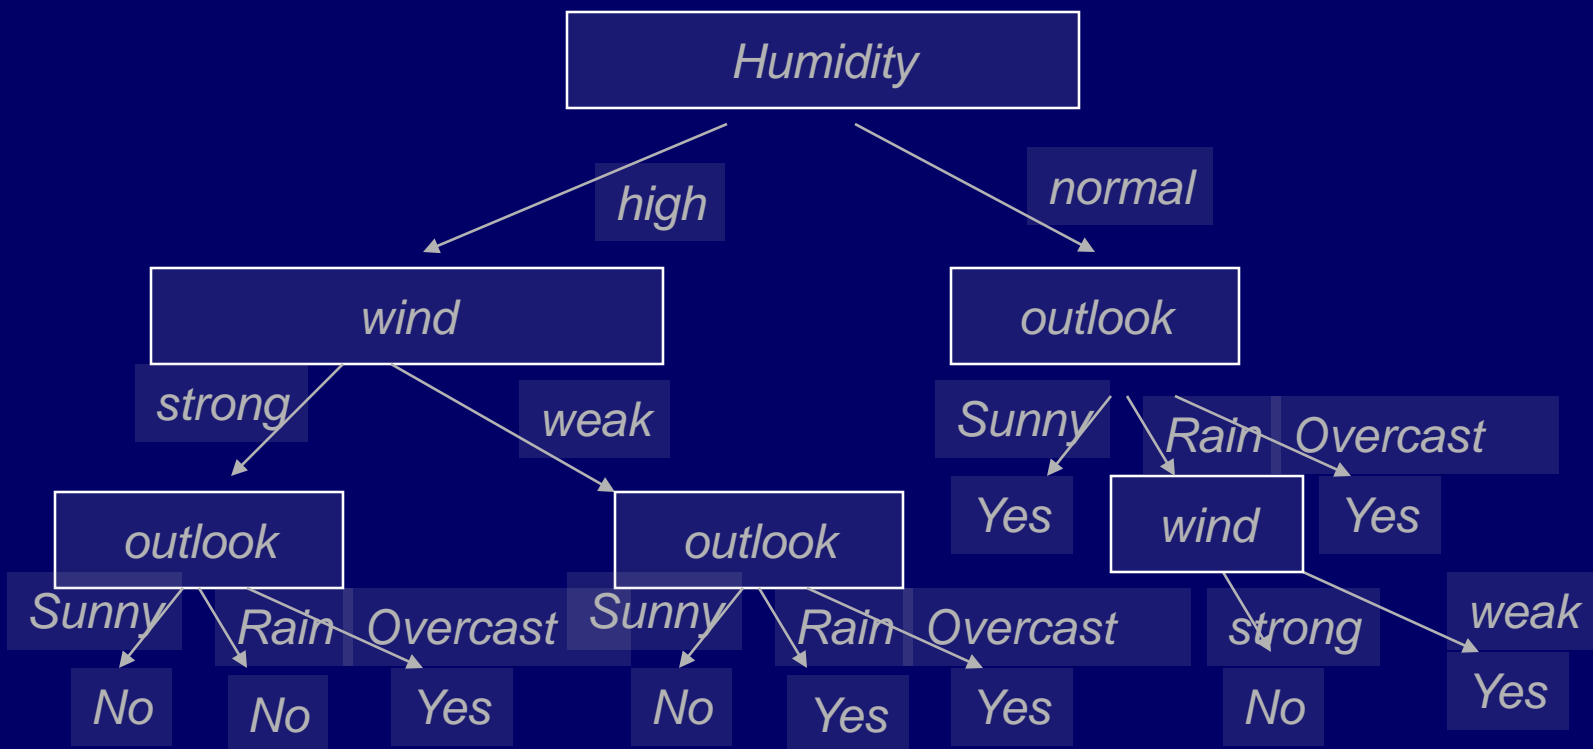 Humidity
high
normal
wind
outlook
strong
weak
Sunny
Rain
Overcast
Yes
wind
Yes
outlook
outlook
Sunny
Rain
Overcast
Sunny
Rain
Overcast
strong
weak
No
No
Yes
No
Yes
Yes
No
Yes